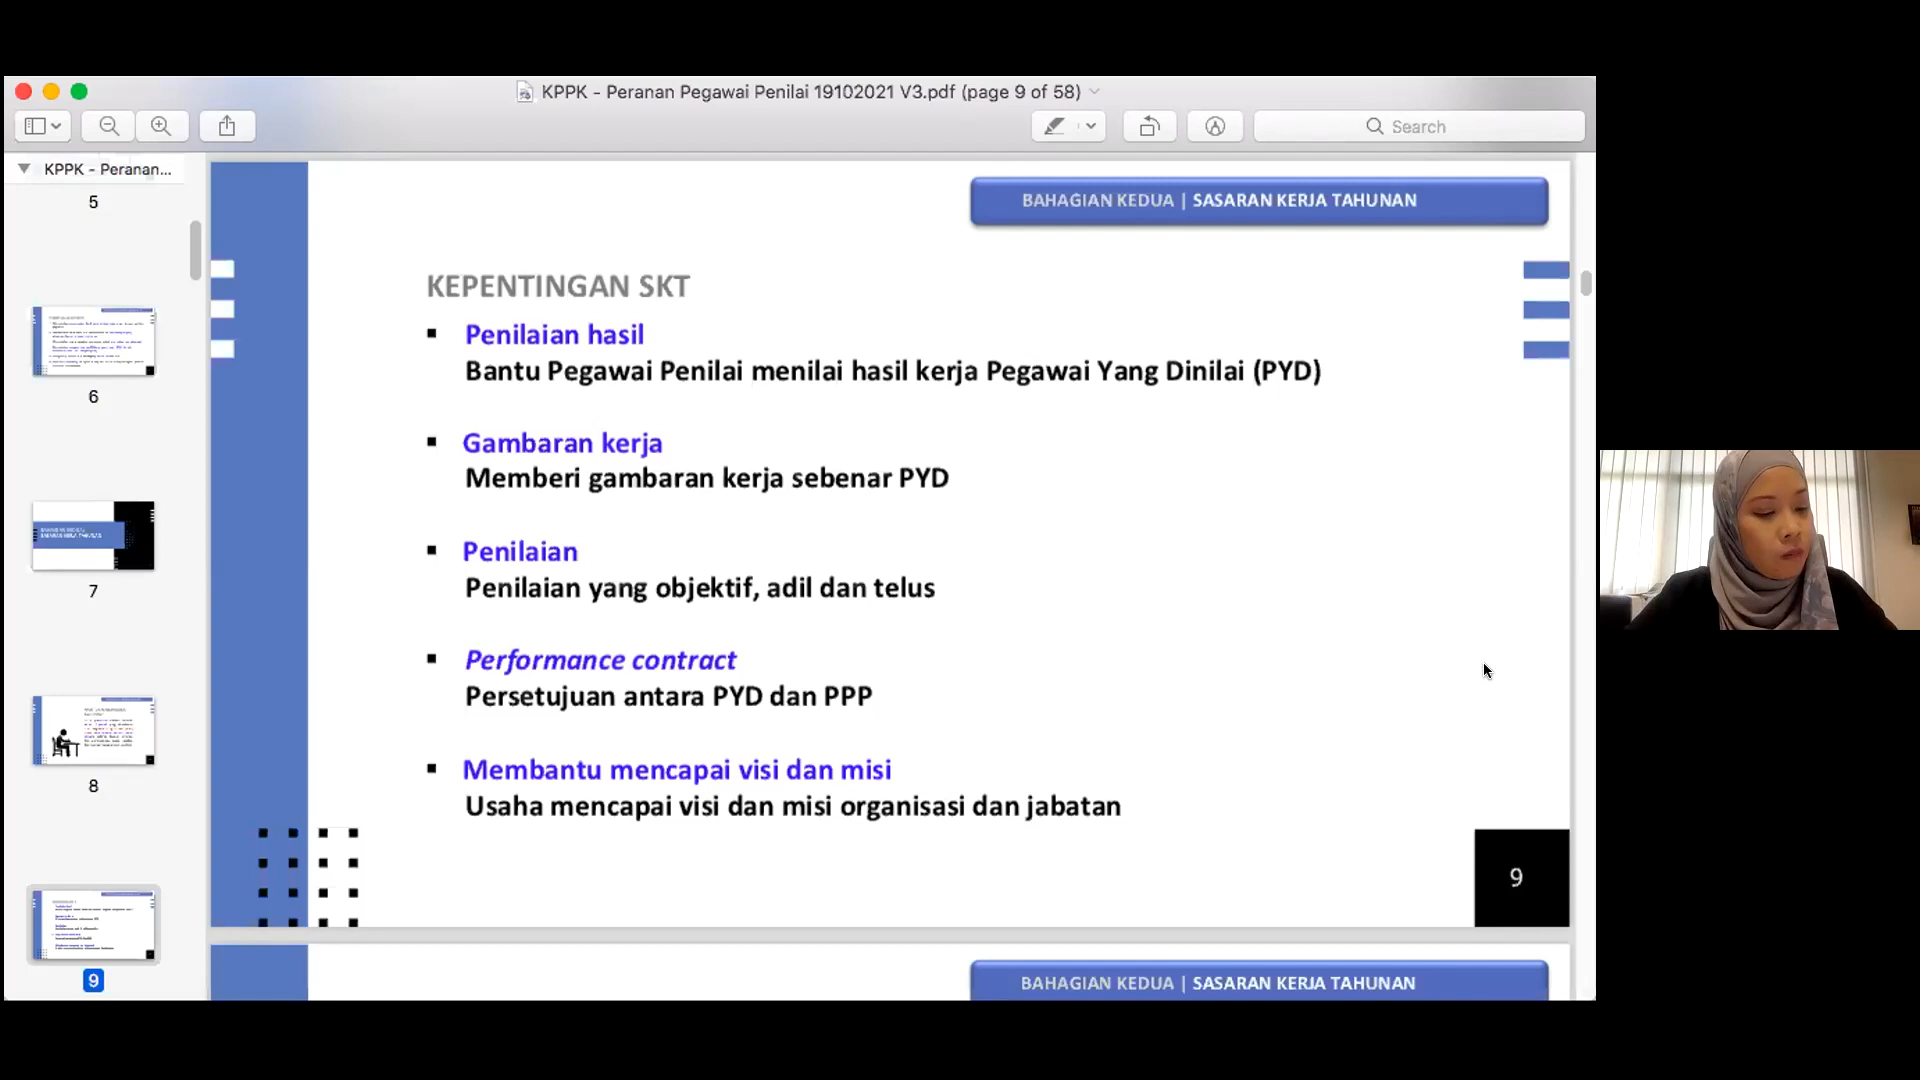 KPPK - Peranan Pegawai Penilai 19102021 V3.pdf (page 9 of 58)
Search
KPPK - Peranan...
5
6
7
8
9
BAHAGIAN KEDUA | SASARAN KERJA TAHUNAN
KEPENTINGAN SKT
▪ Penilaian hasil
Bantu Pegawai Penilai menilai hasil kerja Pegawai Yang Dinilai (PYD)
▪ Gambaran kerja
Memberi gambaran kerja sebenar PYD
▪ Penilaian
Penilaian yang objektif, adil dan telus
▪ Performance contract
Persetujuan antara PYD dan PPP
▪ Membantu mencapai visi dan misi
Usaha mencapai visi dan misi organisasi dan jabatan
9
BAHAGIAN KEDUA | SASARAN KERJA TAHUNAN